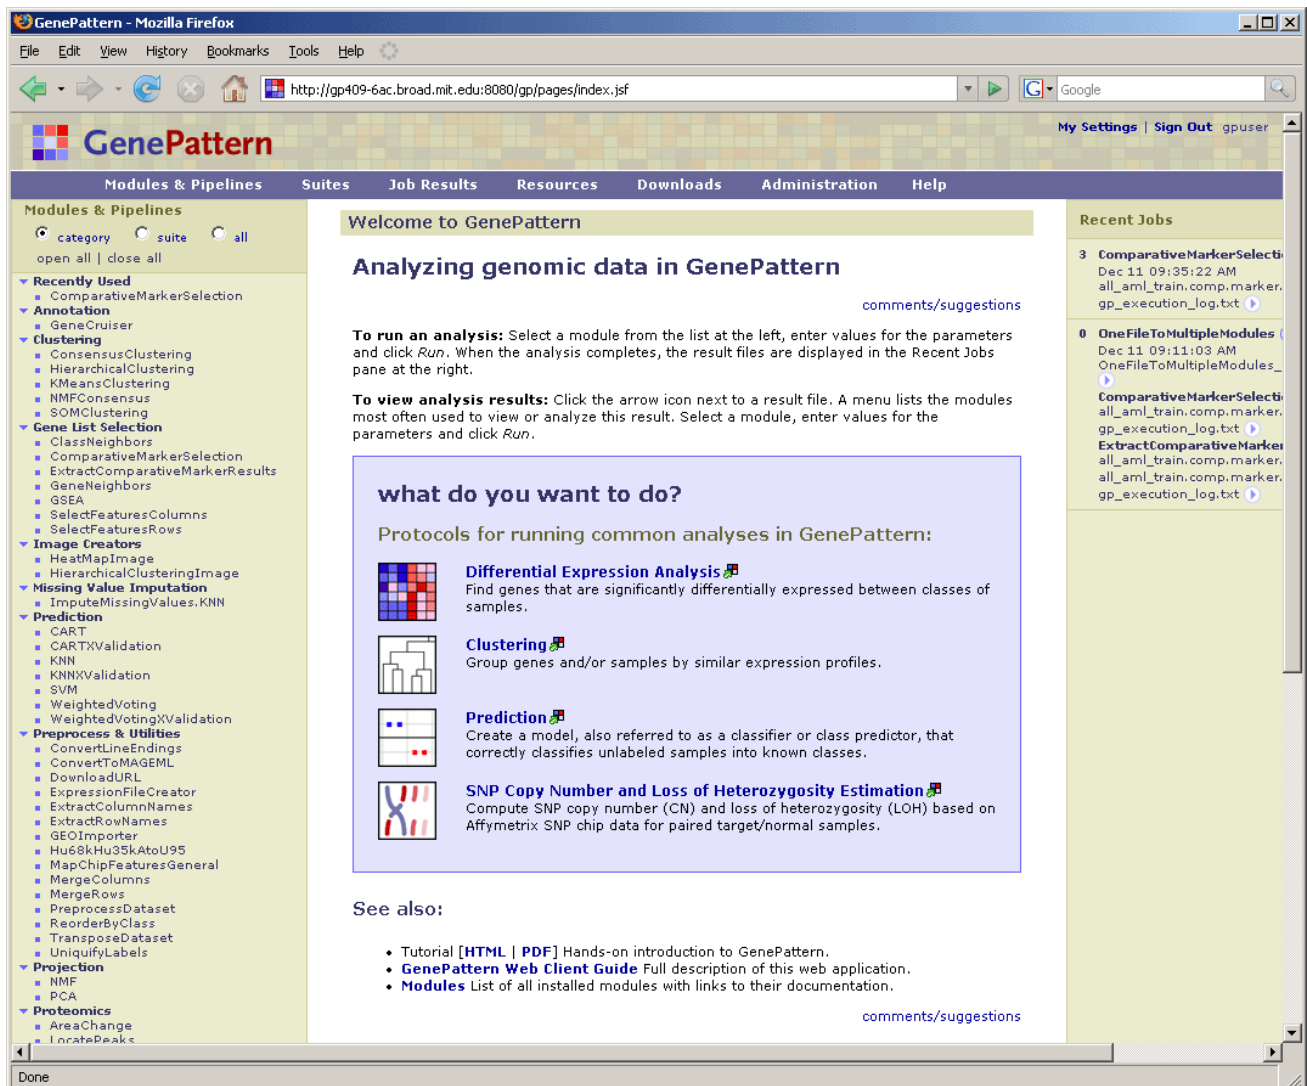 GenePattern - Mozilla Firefox
File Edit View History Bookmarks Tools Help
http://gp409-6ac.broad.mit.edu:8080/gp/pages/index.jsf
G Google
GenePattern
My Settings | Sign Out gpuser
Modules & Pipelines Suites Job Results Resources Downloads Administration Help
Modules & Pipelines
category suite all
open all | close all
Recently Used
ComparativeMarkerSelection
Annotation
GeneCruiser
Clustering
ConsensusClustering
HierarchicalClustering
KMeansClustering
NMFConsensus
SOMClustering
Gene List Selection
ClassNeighbors
ComparativeMarkerSelection
ExtractComparativeMarkerResults
GeneNeighbors
GSEA
SelectFeaturesColumns
SelectFeaturesRows
Image Creators
HeatMapImage
HierarchicalClusteringImage
Missing Value Imputation
ImputeMissingValues.KNN
Prediction
CART
CARTXValidation
KNN
KNNXValidation
SVM
WeightedVoting
WeightedVotingXValidation
Preprocess & Utilities
ConvertLineEndings
ConvertToMAGEML
DownloadURL
ExpressionFileCreator
ExtractColumnNames
ExtractRowNames
GEOImporter
Hu68kHu35kAtoU95
MapChipFeaturesGeneral
MergeColumns
MergeRows
PreprocessDataset
ReorderByClass
TransposeDataset
UniquifyLabels
Projection
NMF
PCA
Proteomics
AreaChange
LocatePeaks
Welcome to GenePattern
Analyzing genomic data in GenePattern
comments/suggestions
To run an analysis: Select a module from the list at the left, enter values for the parameters
and click Run. When the analysis completes, the result files are displayed in the Recent Jobs
pane at the right.
To view analysis results: Click the arrow icon next to a result file. A menu lists the modules
most often used to view or analyze this result. Select a module, enter values for the
parameters and click Run.
what do you want to do?
Protocols for running common analyses in GenePattern:
Differential Expression Analysis
Find genes that are significantly differentially expressed between classes of
samples.
Clustering
Group genes and/or samples by similar expression profiles.
Prediction
Create a model, also referred to as a classifier or class predictor, that
correctly classifies unlabeled samples into known classes.
SNP Copy Number and Loss of Heterozygosity Estimation
Compute SNP copy number (CN) and loss of heterozygosity (LOH) based on
Affymetrix SNP chip data for paired target/normal samples.
See also:
Tutorial [HTML | PDF] Hands-on introduction to GenePattern.
GenePattern Web Client Guide Full description of this web application.
Modules List of all installed modules with links to their documentation.
comments/suggestions
Recent Jobs
3 ComparativeMarkerSelecti
Dec 11 09:35:22 AM
all_aml_train.comp.marker.
gp_execution_log.txt
0 OneFileToMultipleModules
Dec 11 09:11:03 AM
OneFileToMultipleModules_
ComparativeMarkerSelecti
all_aml_train.comp.marker.
gp_execution_log.txt
ExtractComparativeMarker
all_aml_train.comp.marker.
all_aml_train.comp.marker.
gp_execution_log.txt
Done